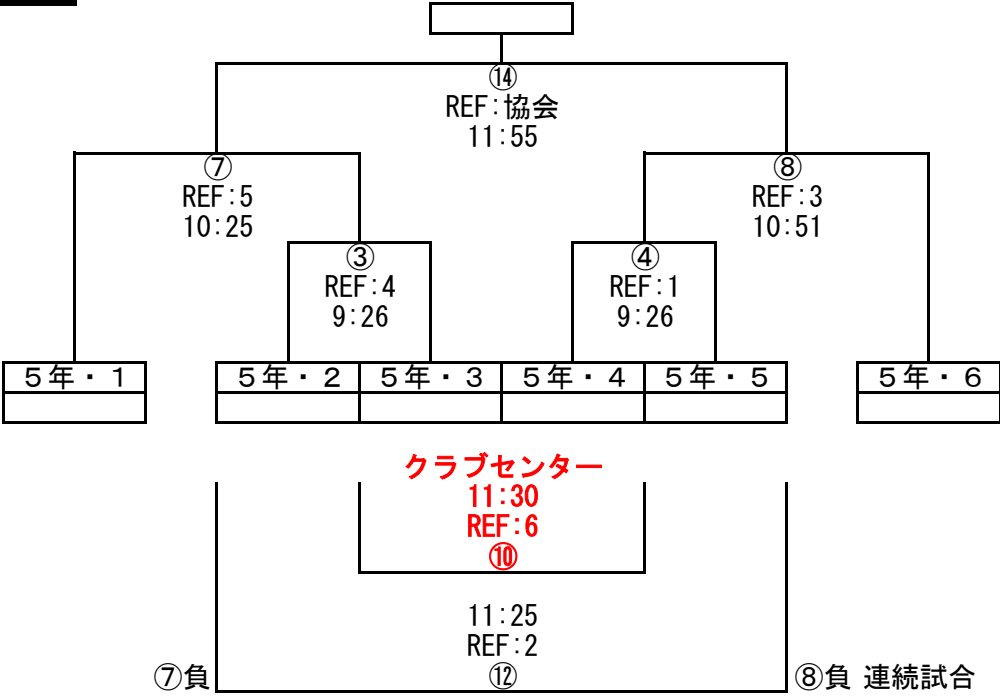 ⑭
REF:協会
11:55
⑦
REF:5
10:25
⑧
REF:3
10:51
③
REF:4
9:26
④
REF:1
9:26
５年・１
５年・２
５年・３
５年・４
５年・５
５年・６
クラブセンター
11:30
REF:6
⑩
11:25
REF:2
⑦負
⑫
⑧負 連続試合